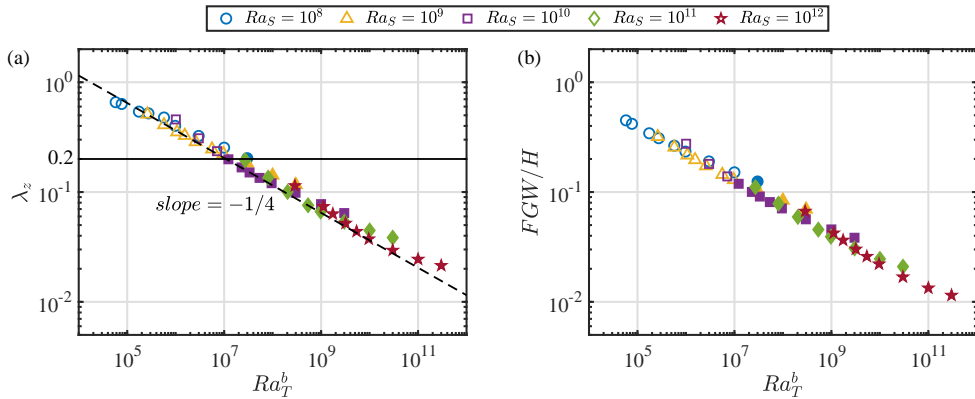 Ra_S = 10^8 Ra_S = 10^9 Ra_S = 10^10 Ra_S = 10^11 Ra_S = 10^12
(a)
10^0
0.2
10^-1
10^-2
λ_z
slope = −1/4
10^5 10^7 10^9 10^11
Ra_T^b
(b)
10^0
10^-1
10^-2
FGW/H
10^5 10^7 10^9 10^11
Ra_T^b